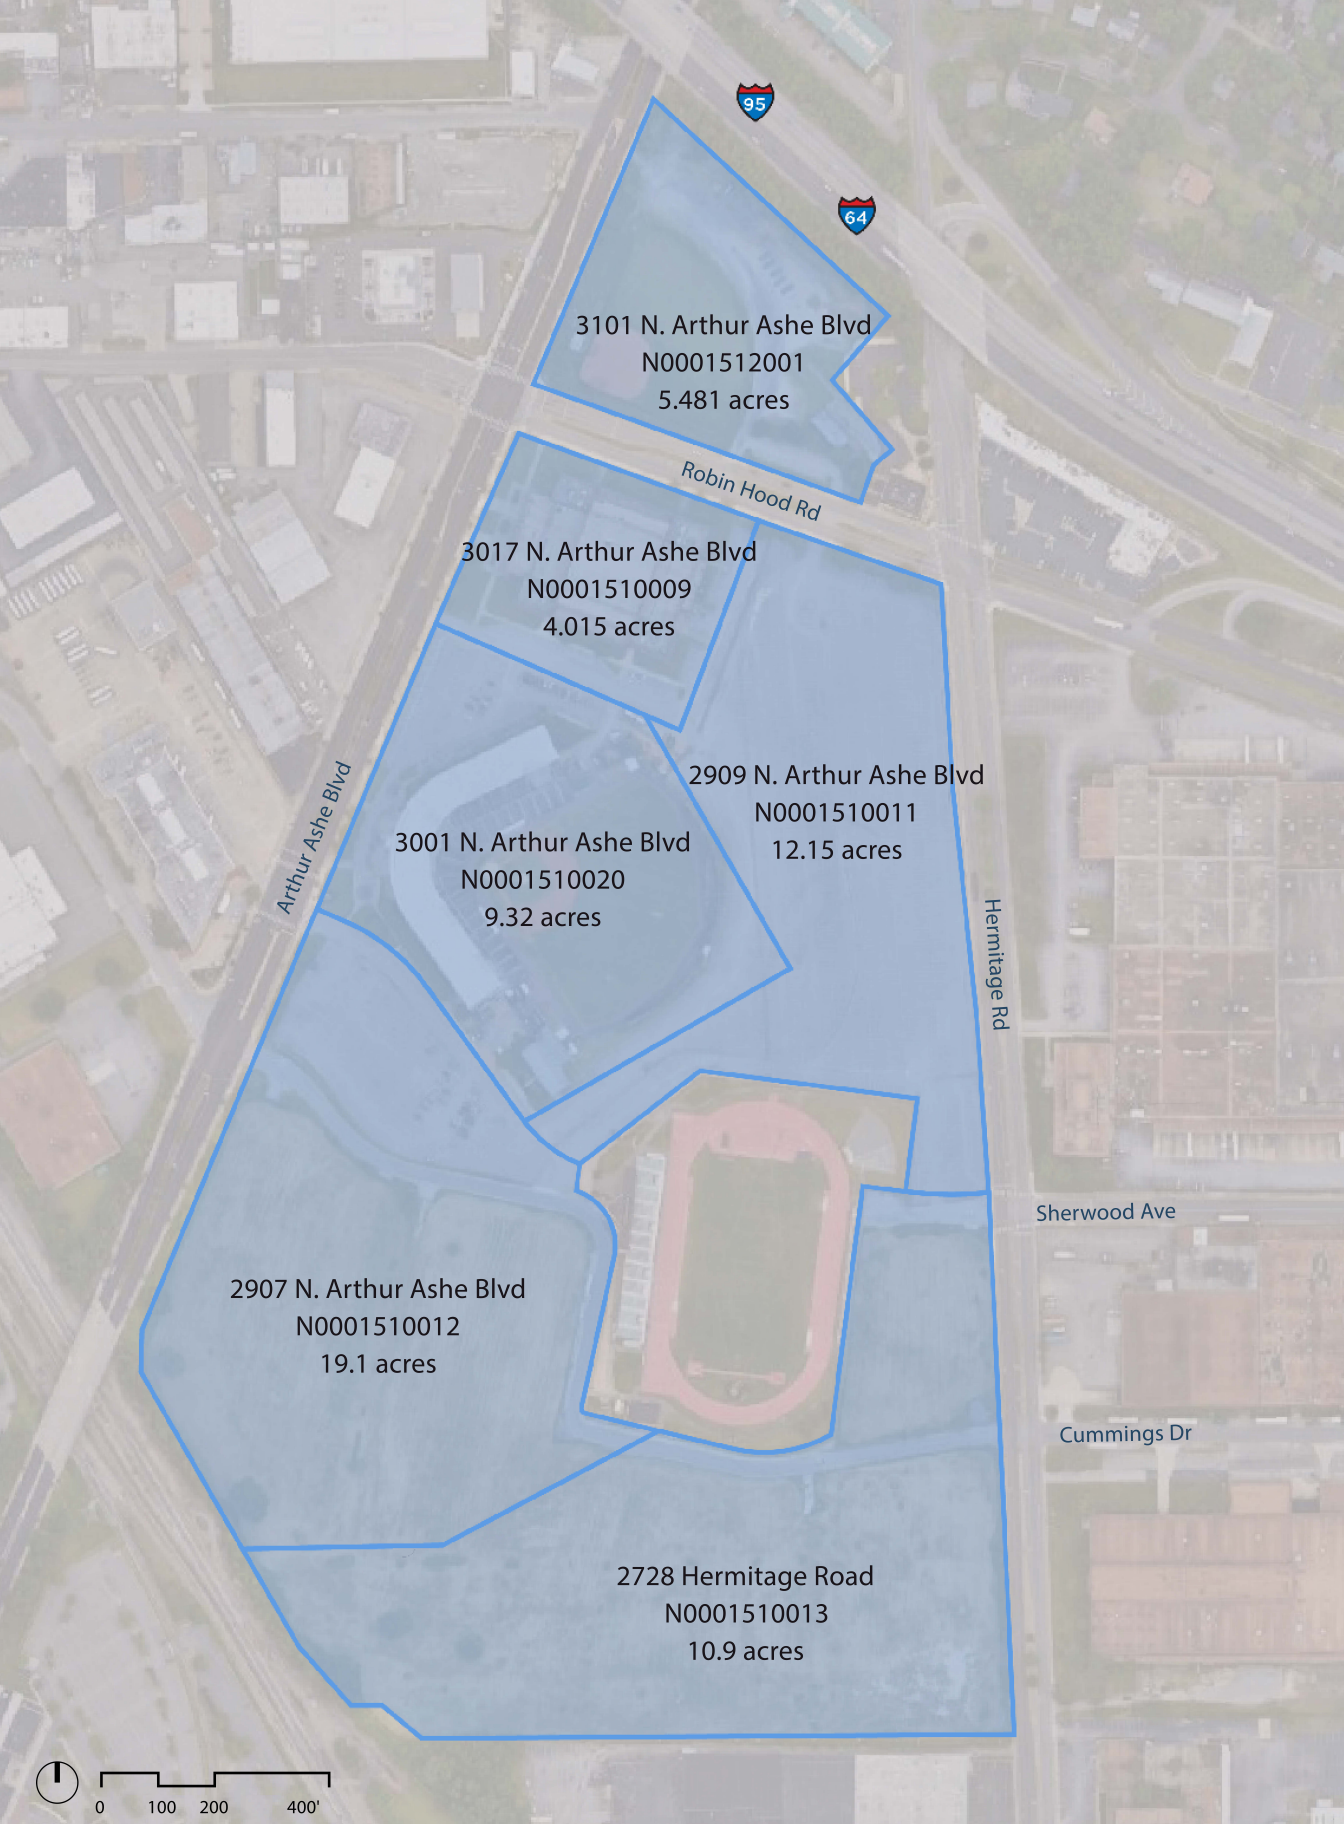 95
64
3101 N. Arthur Ashe Blvd
N0001512001
5.481 acres
Robin Hood Rd
3017 N. Arthur Ashe Blvd
N0001510009
4.015 acres
2909 N. Arthur Ashe Blvd
N0001510011
12.15 acres
Arthur Ashe Blvd
3001 N. Arthur Ashe Blvd
N0001510020
9.32 acres
Hermitage Rd
Sherwood Ave
2907 N. Arthur Ashe Blvd
N0001510012
19.1 acres
Cummings Dr
2728 Hermitage Road
N0001510013
10.9 acres
0 100 200 400'